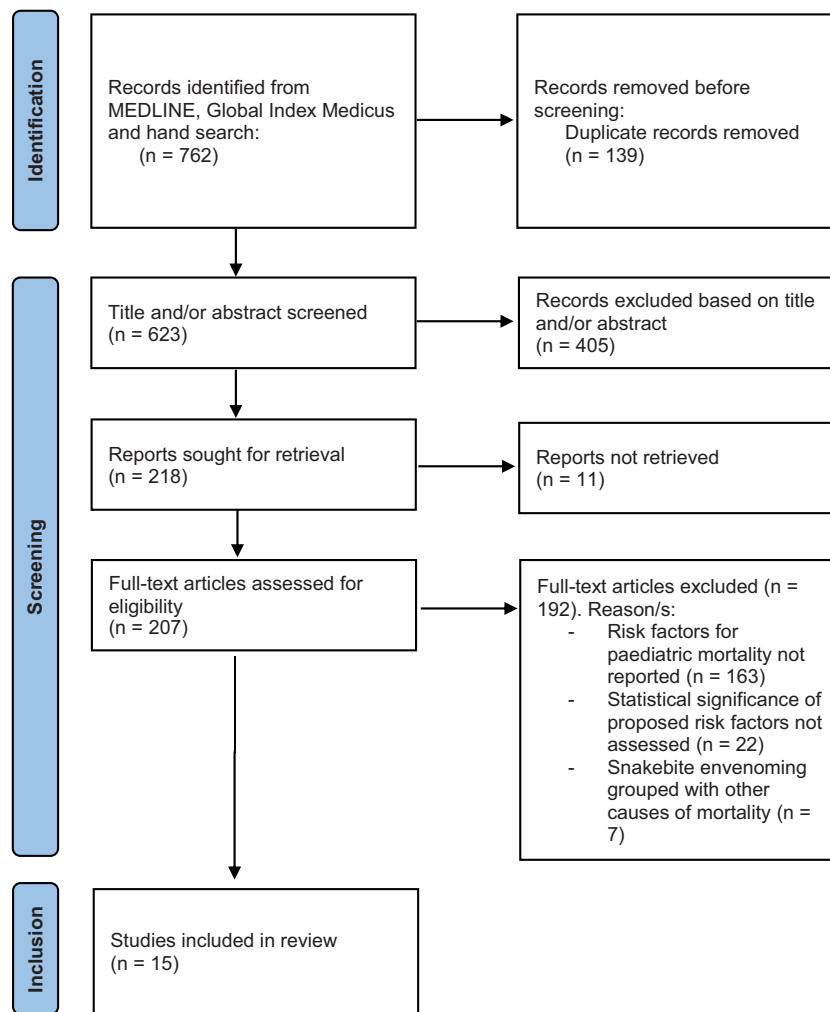 Identification
Records identified from
MEDLINE, Global Index Medicus
and hand search:
(n = 762)
Records removed before
screening:
Duplicate records removed
(n = 139)
Screening
Title and/or abstract screened
(n = 623)
Records excluded based on title
and/or abstract
(n = 405)
Reports sought for retrieval
(n = 218)
Reports not retrieved
(n = 11)
Full-text articles assessed for
eligibility
(n = 207)
Full-text articles excluded (n =
192). Reason/s:
- Risk factors for
paediatric mortality not
reported (n = 163)
- Statistical significance of
proposed risk factors not
assessed (n = 22)
- Snakebite envenoming
grouped with other
causes of mortality (n =
7)
Inclusion
Studies included in review
(n = 15)